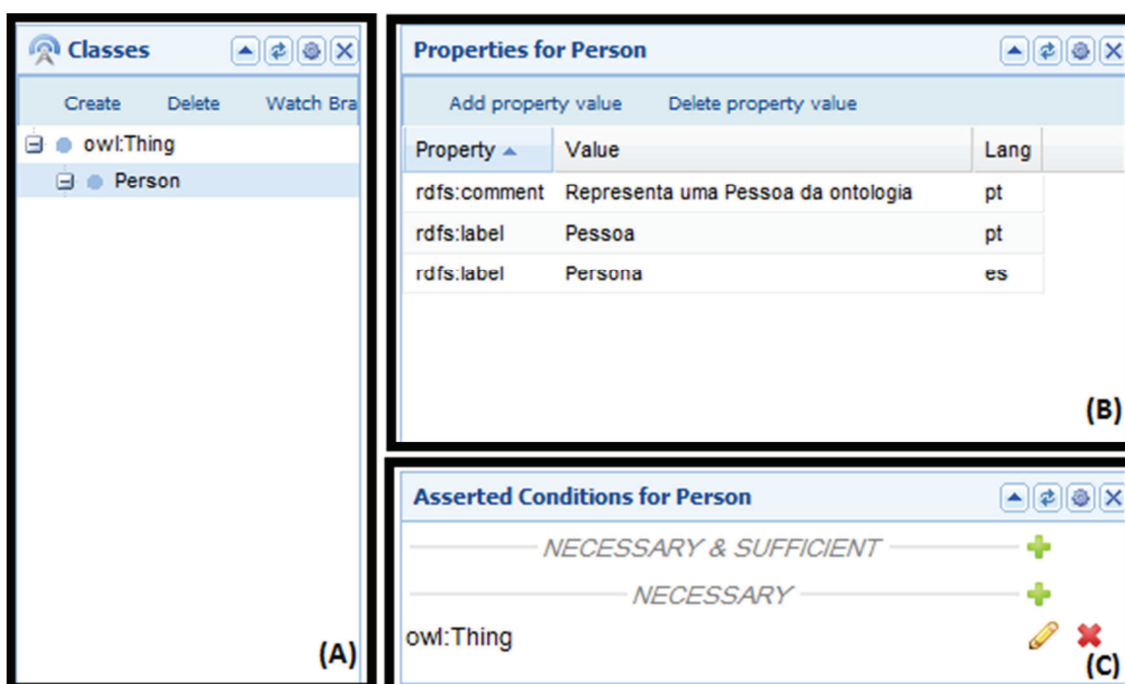 Classes
Create Delete Watch Bra
owl:Thing
Person
(A)
Properties for Person
Add property value Delete property value
Property Value Lang
rdfs:comment Representa uma Pessoa da ontologia pt
rdfs:label Pessoa pt
rdfs:label Persona es
(B)
Asserted Conditions for Person
NECESSARY & SUFFICIENT
NECESSARY
owl:Thing
(C)